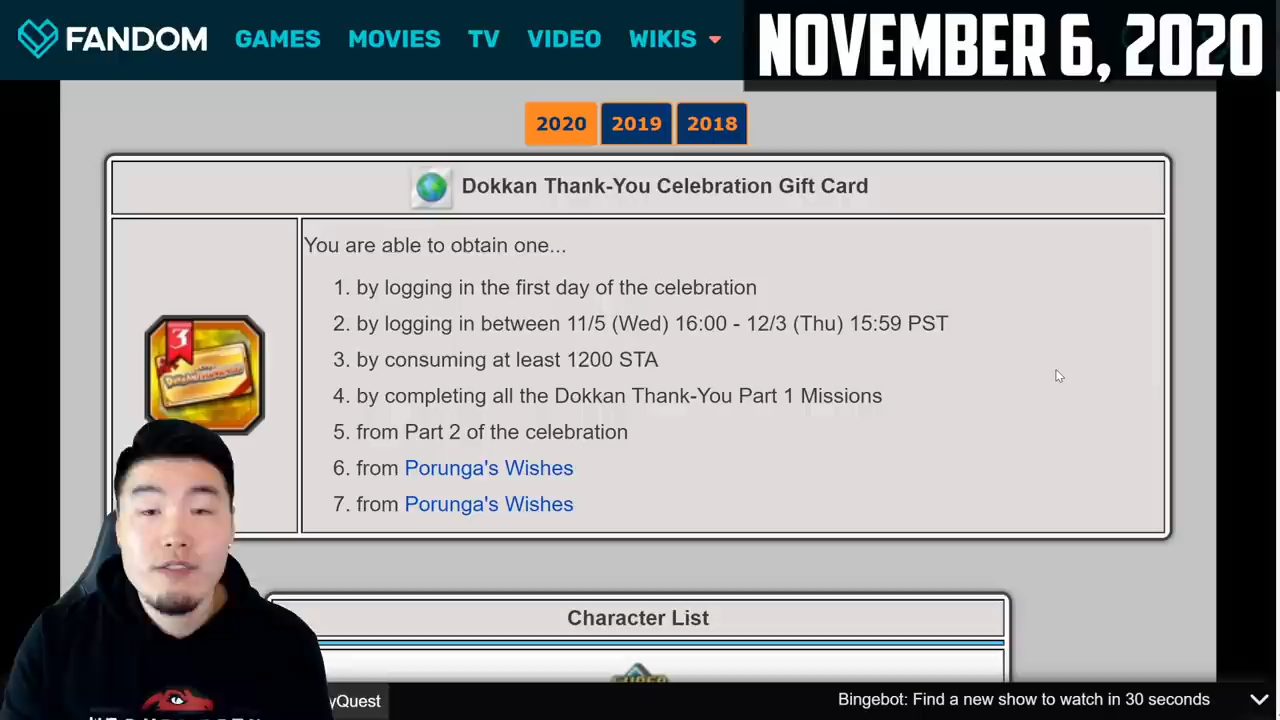 FANDOM GAMES MOVIES TV VIDEO WIKIS
NOVEMBER 6, 2020
2020 2019 2018
Dokkan Thank-You Celebration Gift Card
You are able to obtain one...
1. by logging in the first day of the celebration
2. by logging in between 11/5 (Wed) 16:00 - 12/3 (Thu) 15:59 PST
3
3. by consuming at least 1200 STA
4. by completing all the Dokkan Thank-You Part 1 Missions
5. from Part 2 of the celebration
6. from Porunga's Wishes
7. from Porunga's Wishes
Character List
SUPER
yQuest
Bingebot: Find a new show to watch in 30 seconds